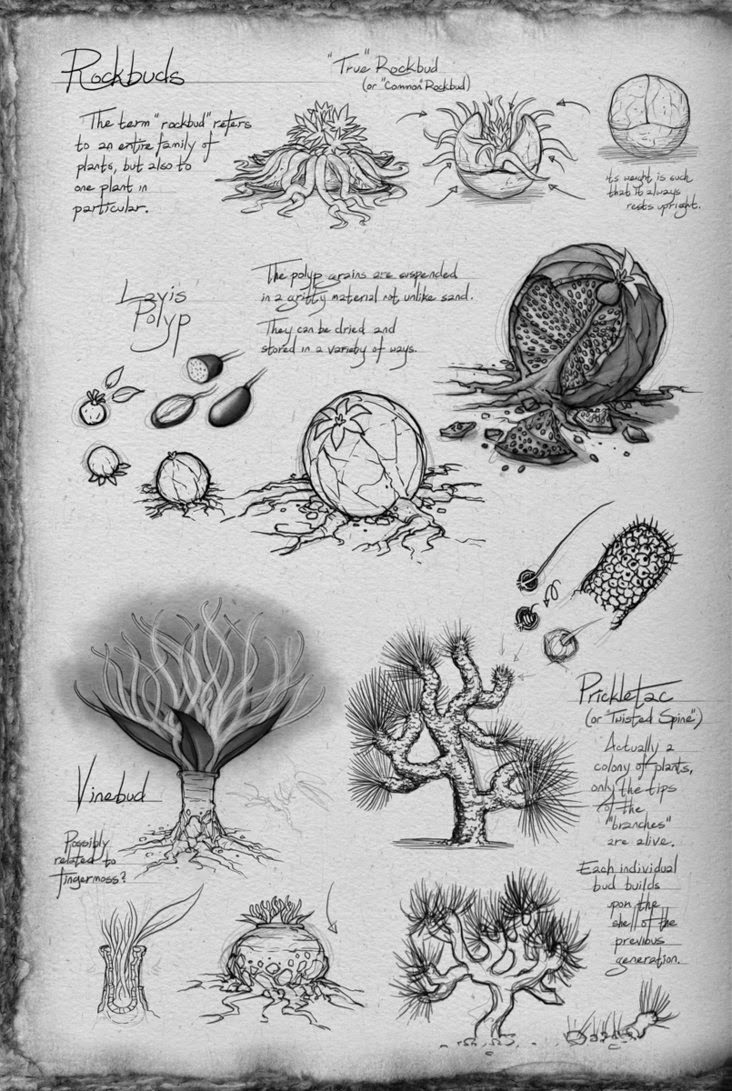 Rockbuds
The term "rockbud" refers
to an entire family of
plants, but also to
one plant in
particular.
"True" Rockbud
(or "Common" Rockbud)
its weight is such
that it always
rests upright.
Lavis
Polyp
The polyp grains are suspended
in a gritty material not unlike sand.
They can be dried and
stored in a variety of ways.
Vinebud
Possibly
related to
fingermoss?
Prickletac
(or "Twisted Spine")
Actually a
colony of plants,
only the tips
of the
"branches"
are alive.
Each individual
bud builds
upon the
shell of the
previous
generation.